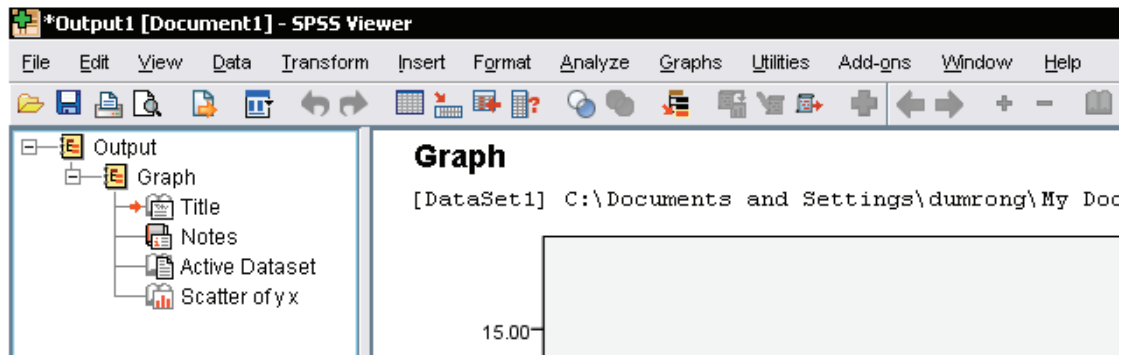 *Output1 [Document1] - SPSS Viewer
File Edit View Data Transform Insert Format Analyze Graphs Utilities Add-ons Window Help
Output
Graph
Title
Notes
Active Dataset
Scatter of y x
Graph
[DataSet1] C:\Documents and Settings\dumrong\My Doc
15.00